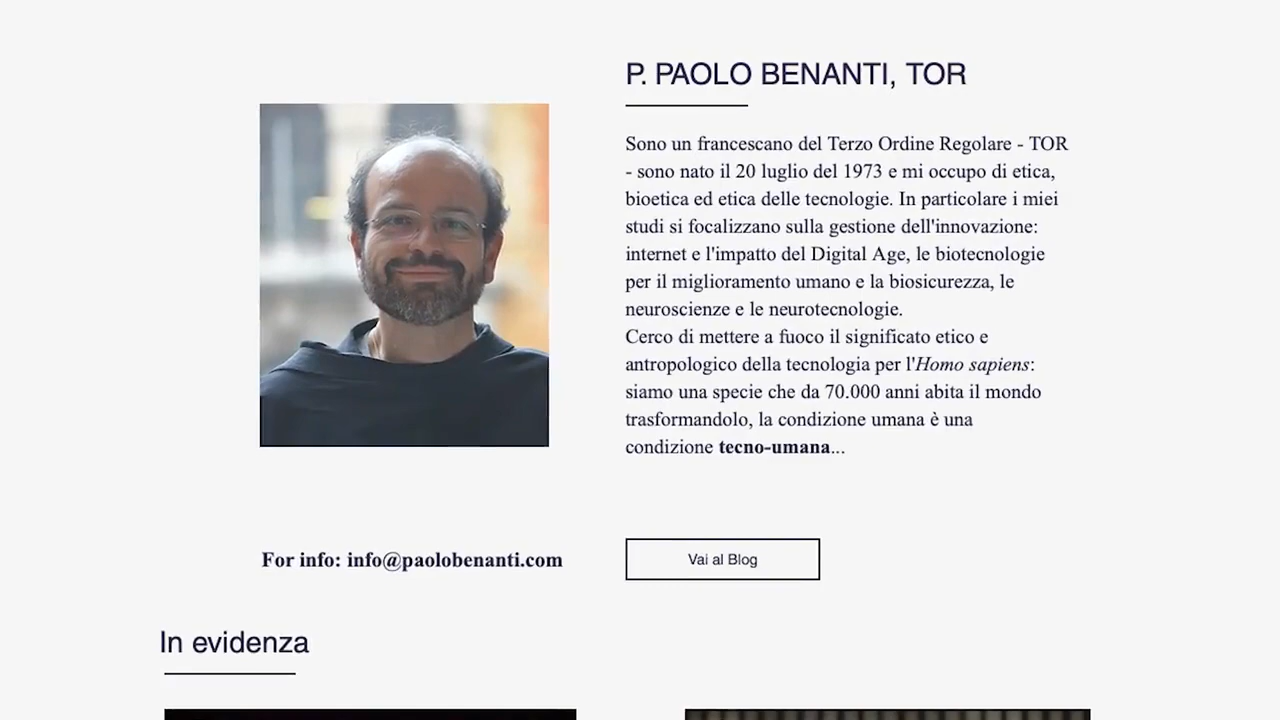 P. PAOLO BENANTI, TOR
Sono un francescano del Terzo Ordine Regolare - TOR
- sono nato il 20 luglio del 1973 e mi occupo di etica,
bioetica ed etica delle tecnologie. In particolare i miei
studi si focalizzano sulla gestione dell'innovazione:
internet e l'impatto del Digital Age, le biotecnologie
per il miglioramento umano e la biosicurezza, le
neuroscienze e le neurotecnologie.
Cerco di mettere a fuoco il significato etico e
antropologico della tecnologia per l'Homo sapiens:
siamo una specie che da 70.000 anni abita il mondo
trasformandolo, la condizione umana è una
condizione tecno-umana...
For info: info@paolobenanti.com
Vai al Blog
In evidenza